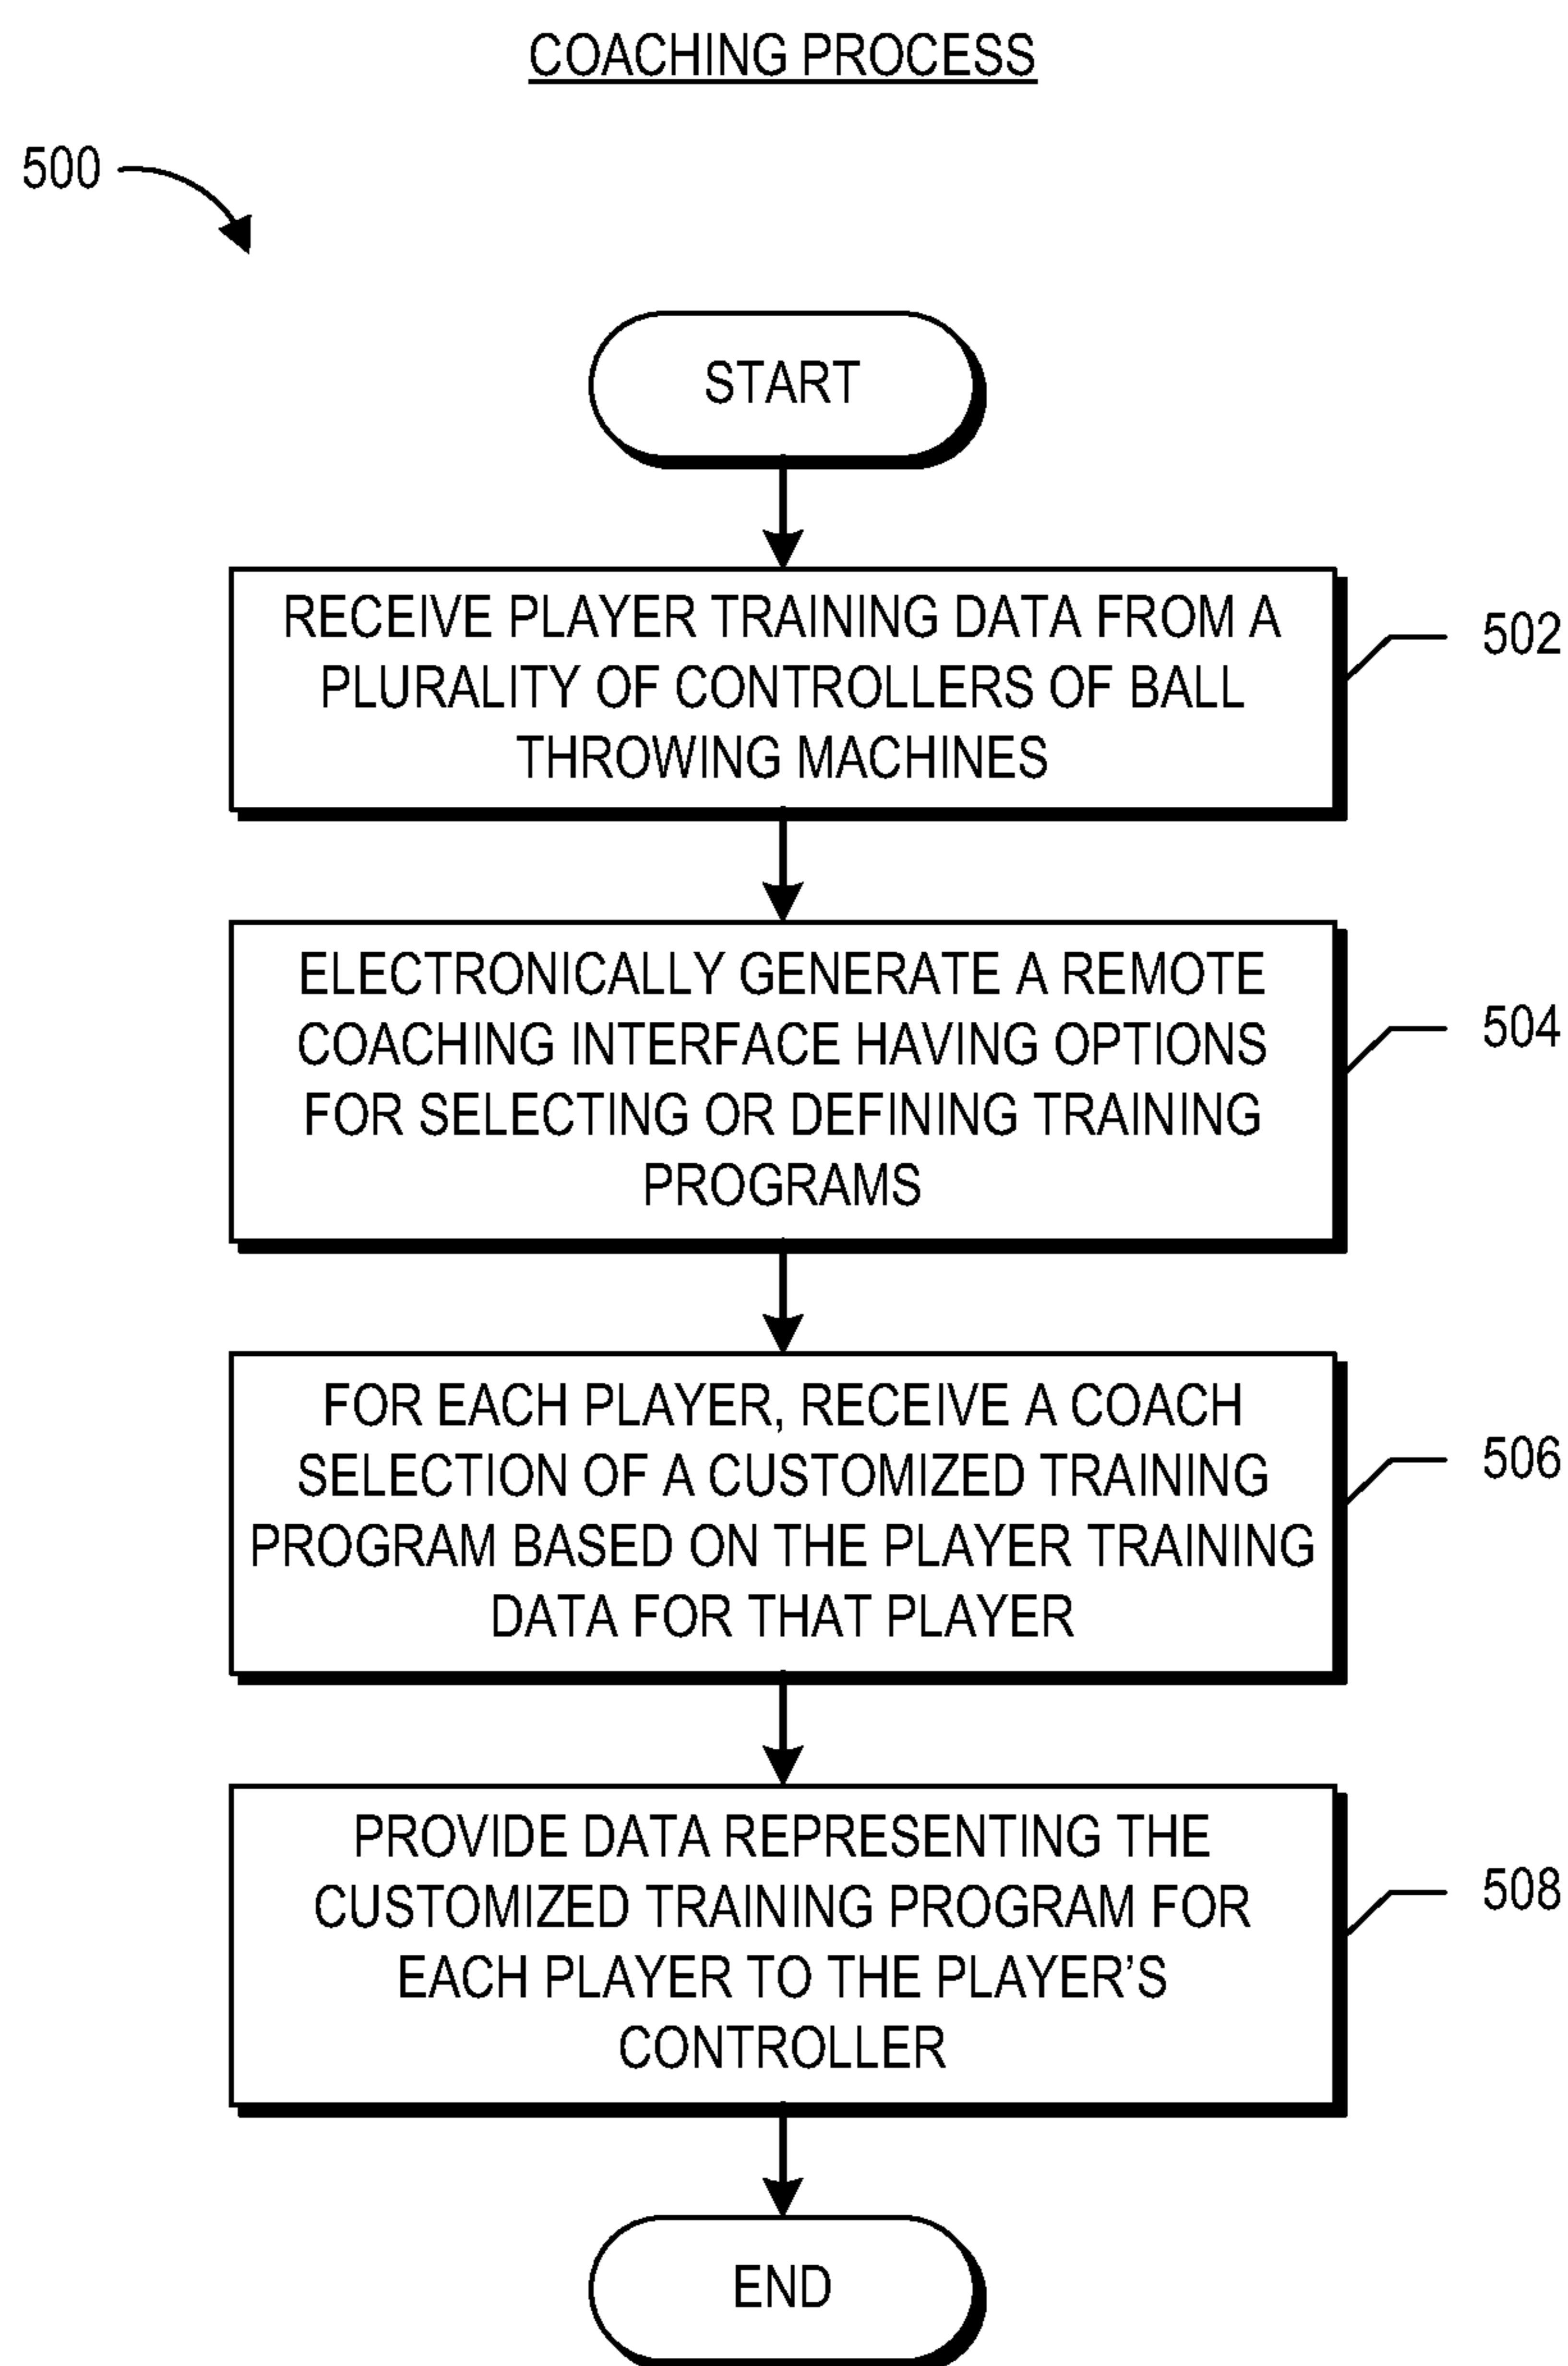 COACHING PROCESS
500
START
RECEIVE PLAYER TRAINING DATA FROM A
PLURALITY OF CONTROLLERS OF BALL
THROWING MACHINES
502
ELECTRONICALLY GENERATE A REMOTE
COACHING INTERFACE HAVING OPTIONS
FOR SELECTING OR DEFINING TRAINING
PROGRAMS
504
FOR EACH PLAYER, RECEIVE A COACH
SELECTION OF A CUSTOMIZED TRAINING
PROGRAM BASED ON THE PLAYER TRAINING
DATA FOR THAT PLAYER
506
PROVIDE DATA REPRESENTING THE
CUSTOMIZED TRAINING PROGRAM FOR
EACH PLAYER TO THE PLAYER’S
CONTROLLER
508
END